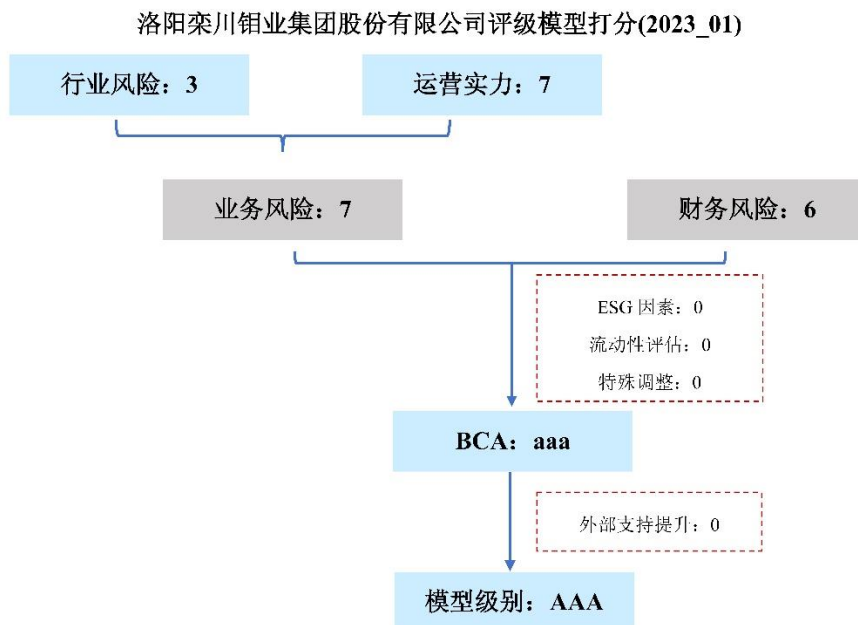 洛阳栾川钼业集团股份有限公司评级模型打分(2023_01)
行业风险：3
运营实力：7
业务风险：7
财务风险：6
ESG 因素：0
流动性评估：0
特殊调整：0
BCA：aaa
外部支持提升：0
模型级别：AAA